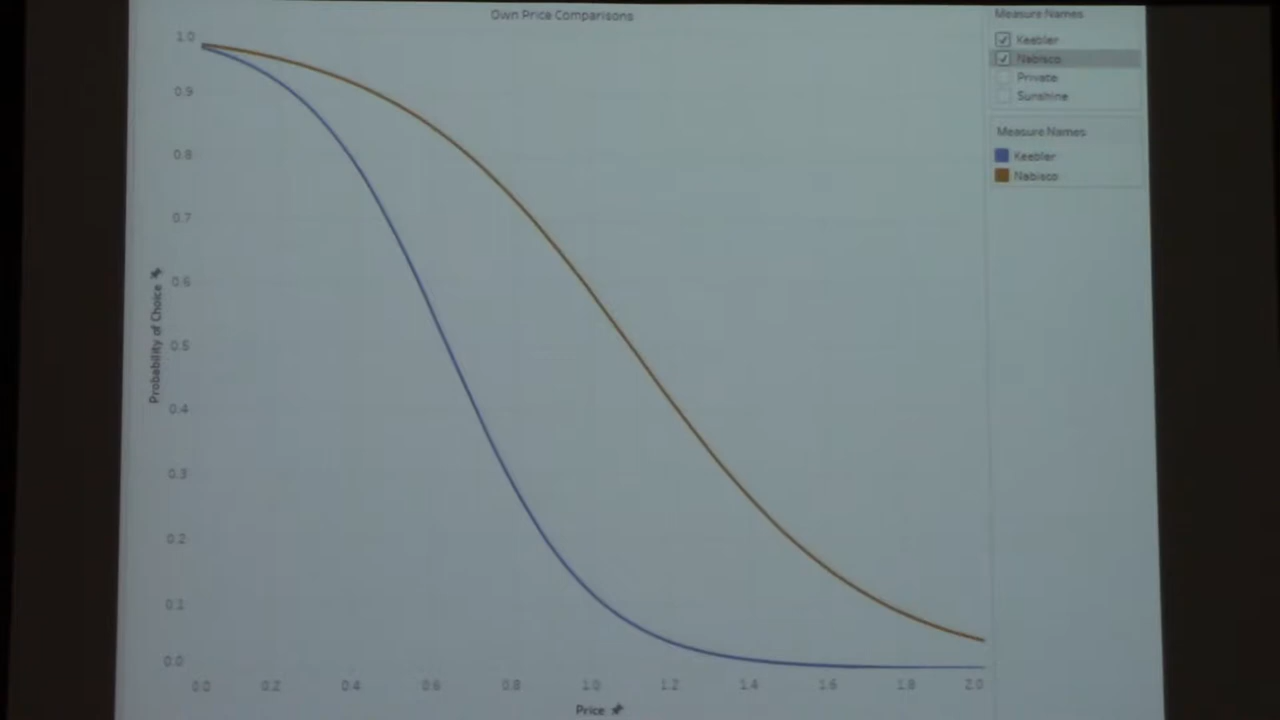 Own Price Comparisons
Measure Names
Keebler
Nabisco
Private
Sunshine
Measure Names
Keebler
Nabisco
Probability of Choice
1.0
0.9
0.8
0.7
0.6
0.5
0.4
0.3
0.2
0.1
0.0
0.0 0.2 0.4 0.6 0.8 1.0 1.2 1.4 1.6 1.8 2.0
Price